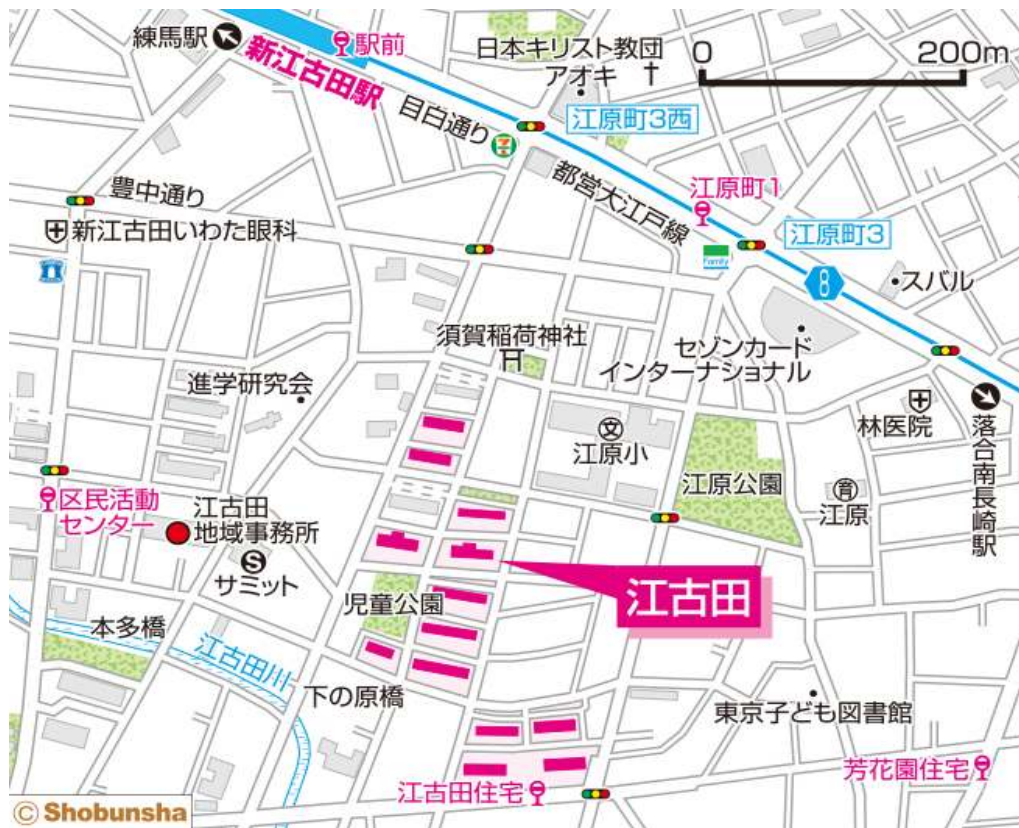 練馬駅
新江古田駅
駅前
日本キリスト教団
アオキ
0 200m
目白通り
江原町3西
豊中通り
都営大江戸線
江原町1
江原町3
新江古田いわた眼科
Family
8
スバル
須賀稲荷神社
セゾンカード
インターナショナル
進学研究会
文
江原小
林医院
落合南長崎駅
江原公園
育
江原
区民活動
センター
江古田
地域事務所
S
サミット
江古田
児童公園
本多橋
江古田川
下の原橋
東京子ども図書館
江古田住宅
芳花園住宅
© Shobunsha